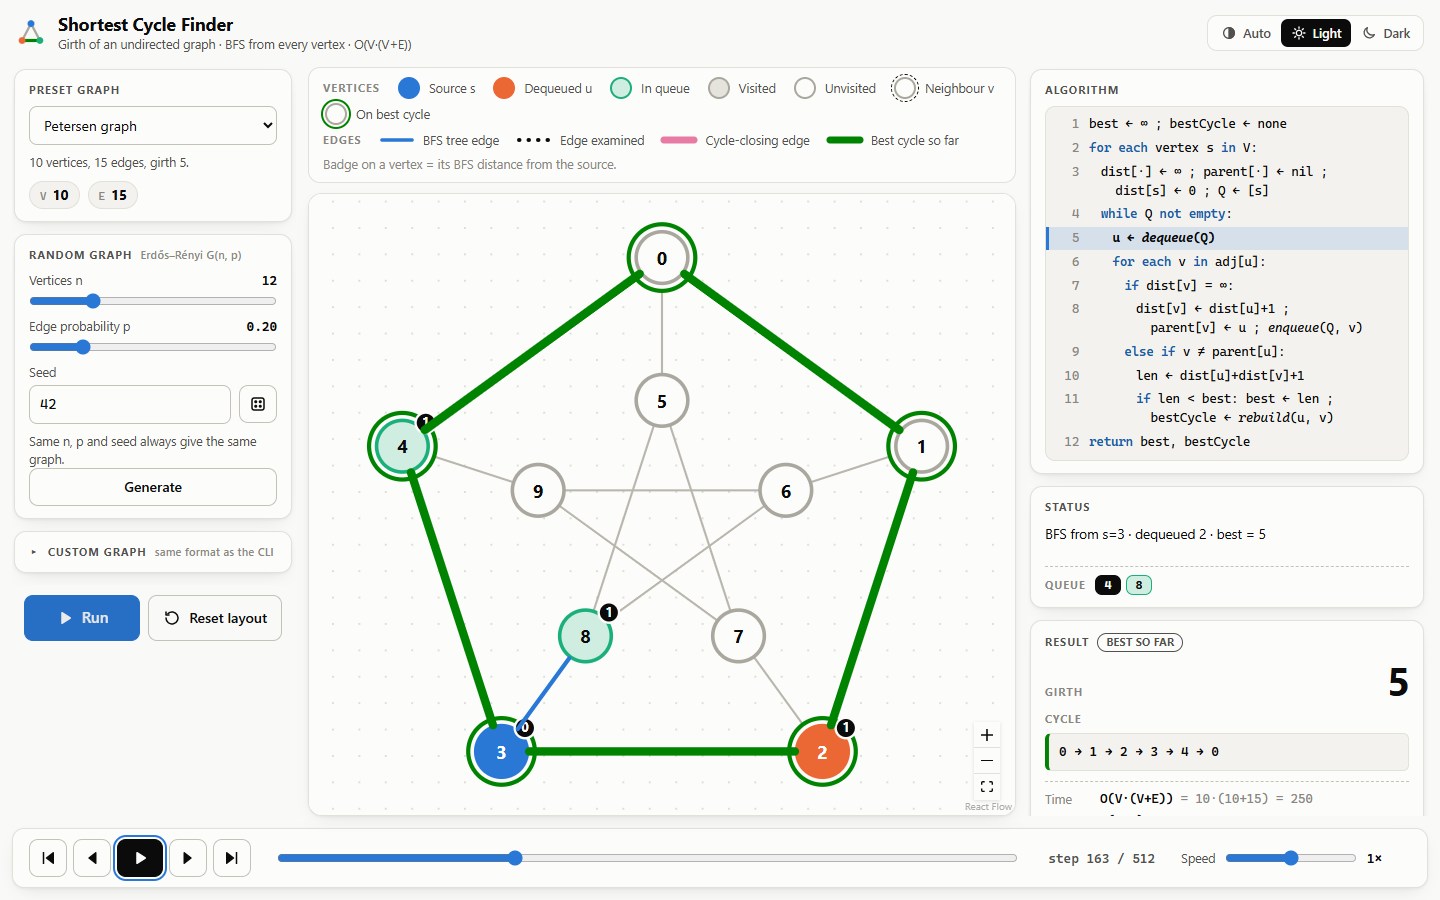 Shortest Cycle Finder
Girth of an undirected graph · BFS from every vertex · O(V·(V+E))
Auto
Light
Dark
PRESET GRAPH
Petersen graph
10 vertices, 15 edges, girth 5.
V 10
E 15
RANDOM GRAPH Erdős–Rényi G(n, p)
Vertices n 12
Edge probability p 0.20
Seed
42
Same n, p and seed always give the same
graph.
Generate
CUSTOM GRAPH same format as the CLI
Run
Reset layout
VERTICES Source s Dequeued u In queue Visited Unvisited Neighbour v
On best cycle
EDGES BFS tree edge Edge examined Cycle-closing edge Best cycle so far
Badge on a vertex = its BFS distance from the source.
0
5
4 1
1
9
6
8 1
7
3 0
2 1
React Flow
ALGORITHM
1 best ← ∞ ; bestCycle ← none
2 for each vertex s in V:
3 dist[·] ← ∞ ; parent[·] ← nil ;
dist[s] ← 0 ; Q ← [s]
4 while Q not empty:
5 u ← dequeue(Q)
6 for each v in adj[u]:
7 if dist[v] = ∞:
8 dist[v] ← dist[u]+1 ;
parent[v] ← u ; enqueue(Q, v)
9 else if v ≠ parent[u]:
10 len ← dist[u]+dist[v]+1
11 if len < best: best ← len ;
bestCycle ← rebuild(u, v)
12 return best, bestCycle
STATUS
BFS from s=3 · dequeued 2 · best = 5
QUEUE 4 8
RESULT BEST SO FAR
GIRTH 5
CYCLE
0 → 1 → 2 → 3 → 4 → 0
Time O(V·(V+E)) = 10·(10+15) = 250
step 163 / 512
Speed 1×